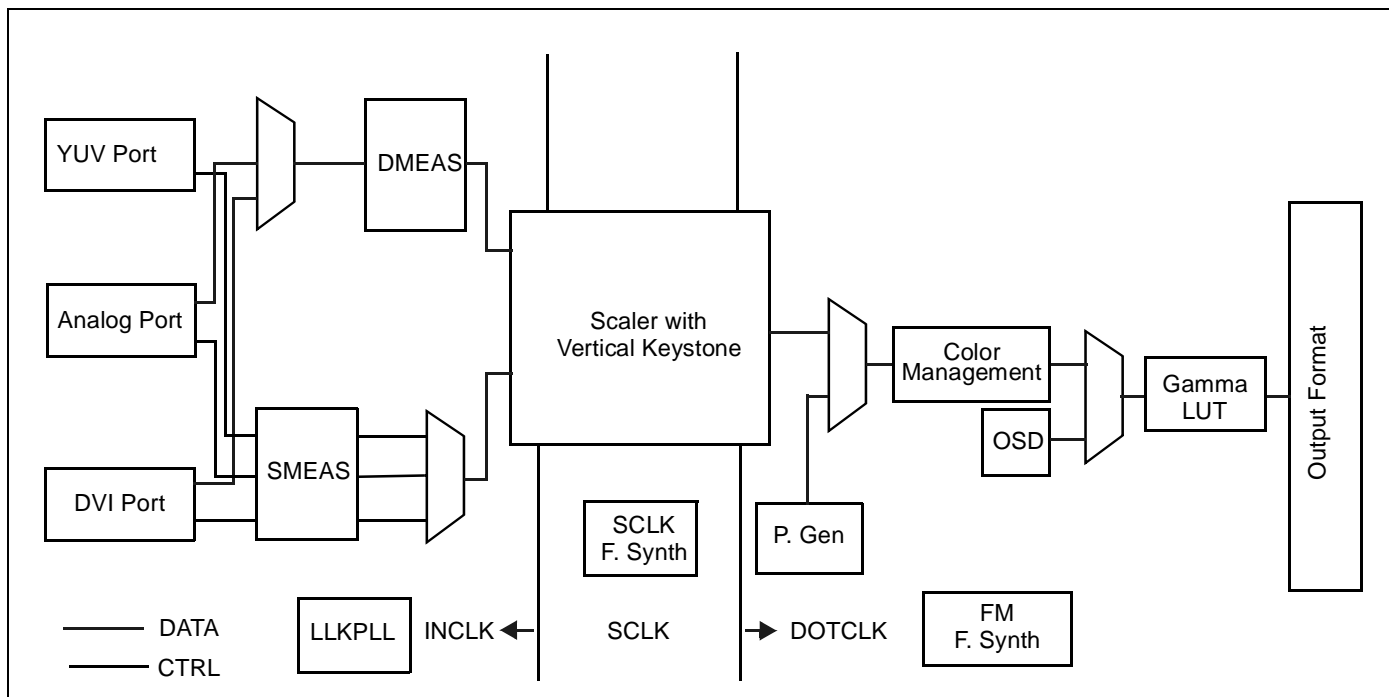 YUV Port
DMEAS
Analog Port
Scaler with
Vertical Keystone
Color
Management
Gamma
LUT
Output Format
OSD
SMEAS
DVI Port
SCLK
F. Synth
P. Gen
DATA
CTRL
LLKPLL
INCLK
SCLK
DOTCLK
FM
F. Synth